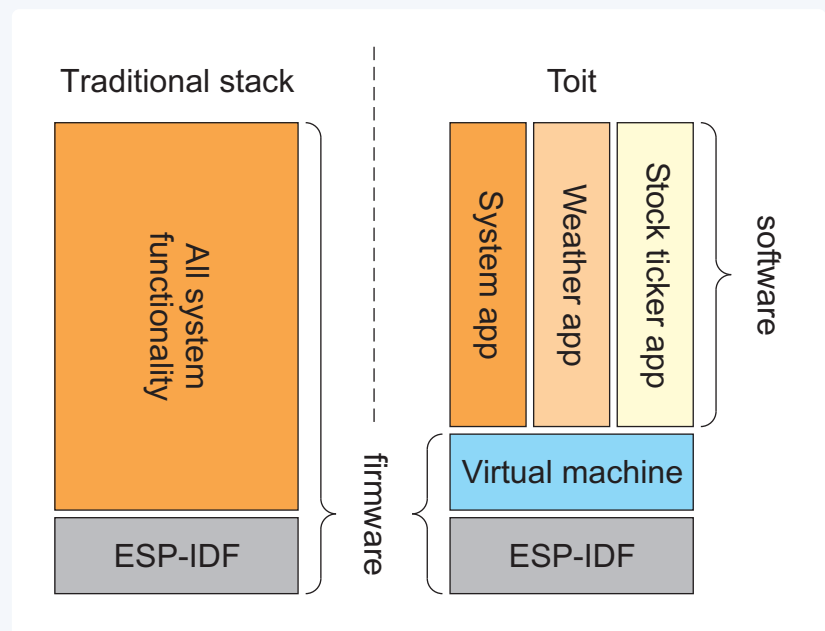 Traditional stack
All system
functionality
ESP-IDF
firmware
Toit
System app
Weather app
Stock ticker app
software
Virtual machine
ESP-IDF